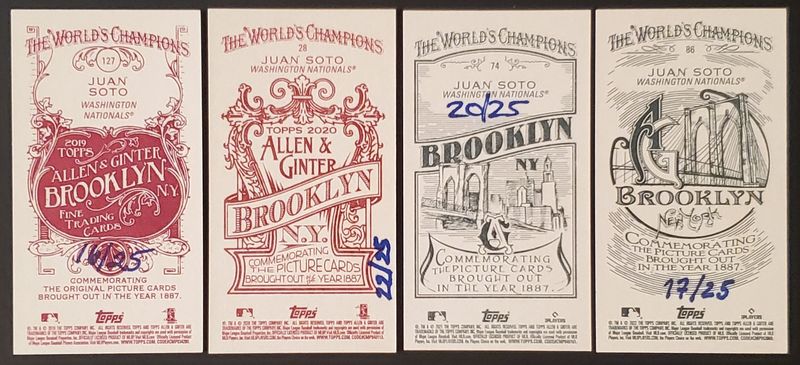 THE WORLD'S CHAMPIONS
127
JUAN
SOTO
WASHINGTON
NATIONALS®
2019 TOPPS
ALLEN & GINTER
BROOKLYN
N.Y.
FINE
TRADING
CARDS
16/25
COMMEMORATING
THE ORIGINAL PICTURE CARDS
BROUGHT OUT IN THE YEAR 1887.
Topps
THE WORLD'S CHAMPIONS
28
JUAN SOTO
WASHINGTON NATIONALS®
TOPPS 2020
ALLEN &
GINTER
BROOKLYN
N.Y.
COMMEMORATING
THE PICTURE CARDS
BROUGHT OUT IN THE YEAR 1887.
22/25
Topps
THE WORLD'S CHAMPIONS
74
JUAN SOTO
WASHINGTON NATIONALS®
20/25
BROOKLYN
NY
AG
COMMEMORATING
THE PICTURE CARDS
BROUGHT OUT
IN THE YEAR 1887.
Topps
THE WORLD'S CHAMPIONS
86
JUAN SOTO
WASHINGTON NATIONALS®
AG
BROOKLYN
NEW YORK
COMMEMORATING
THE PICTURE CARDS
BROUGHT OUT IN
THE YEAR 1887.
17/25
Topps